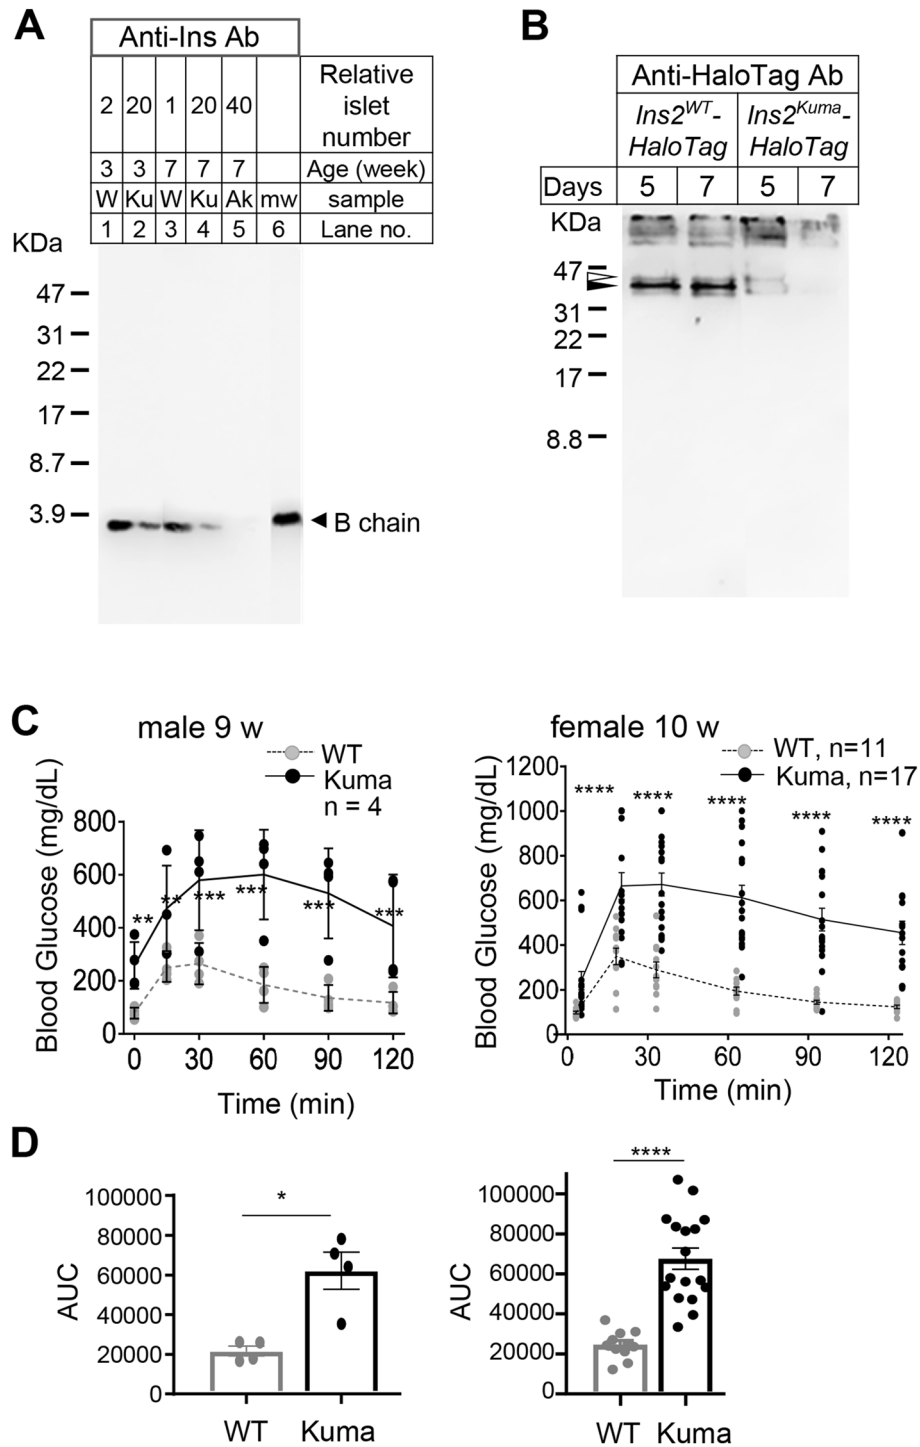 A
Anti-Ins Ab
2 20 1 20 40 Relative islet number
3 3 7 7 7 Age (week)
W Ku W Ku Ak mw sample
1 2 3 4 5 6 Lane no.
KDa
47
31
22
17
8.7
3.9
B chain
B
Anti-HaloTag Ab
Ins2WT-HaloTag Ins2Kuma-HaloTag
Days 5 7 5 7
KDa
47
31
22
17
8.8
C
male 9 w
WT
Kuma
n = 4
Blood Glucose (mg/dL)
800
600
400
200
0
** ** *** *** *** ***
0 30 60 90 120
Time (min)
female 10 w
WT, n=11
Kuma, n=17
Blood Glucose (mg/dL)
1200
1000
800
600
400
200
0
**** **** **** **** ****
0 30 60 90 120
Time (min)
D
AUC
100000
80000
60000
40000
20000
0
*
WT Kuma
AUC
100000
80000
60000
40000
20000
0
****
WT Kuma